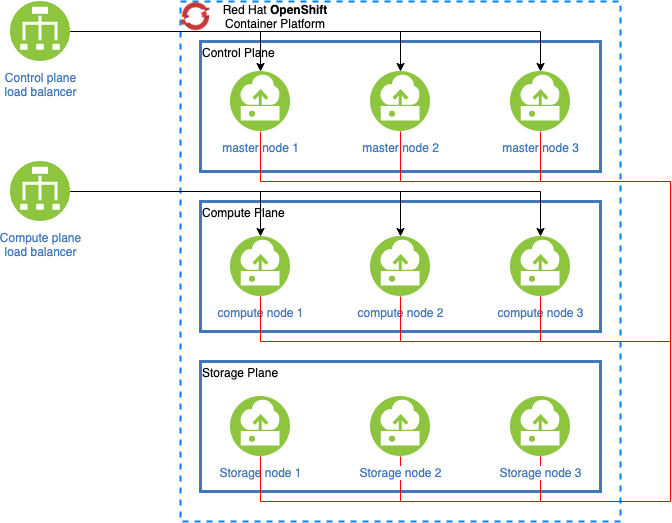 Red Hat OpenShift
Container Platform
Control plane
load balancer
Control Plane
master node 1
master node 2
master node 3
Compute plane
load balancer
Compute Plane
compute node 1
compute node 2
compute node 3
Storage Plane
Storage node 1
Storage node 2
Storage node 3